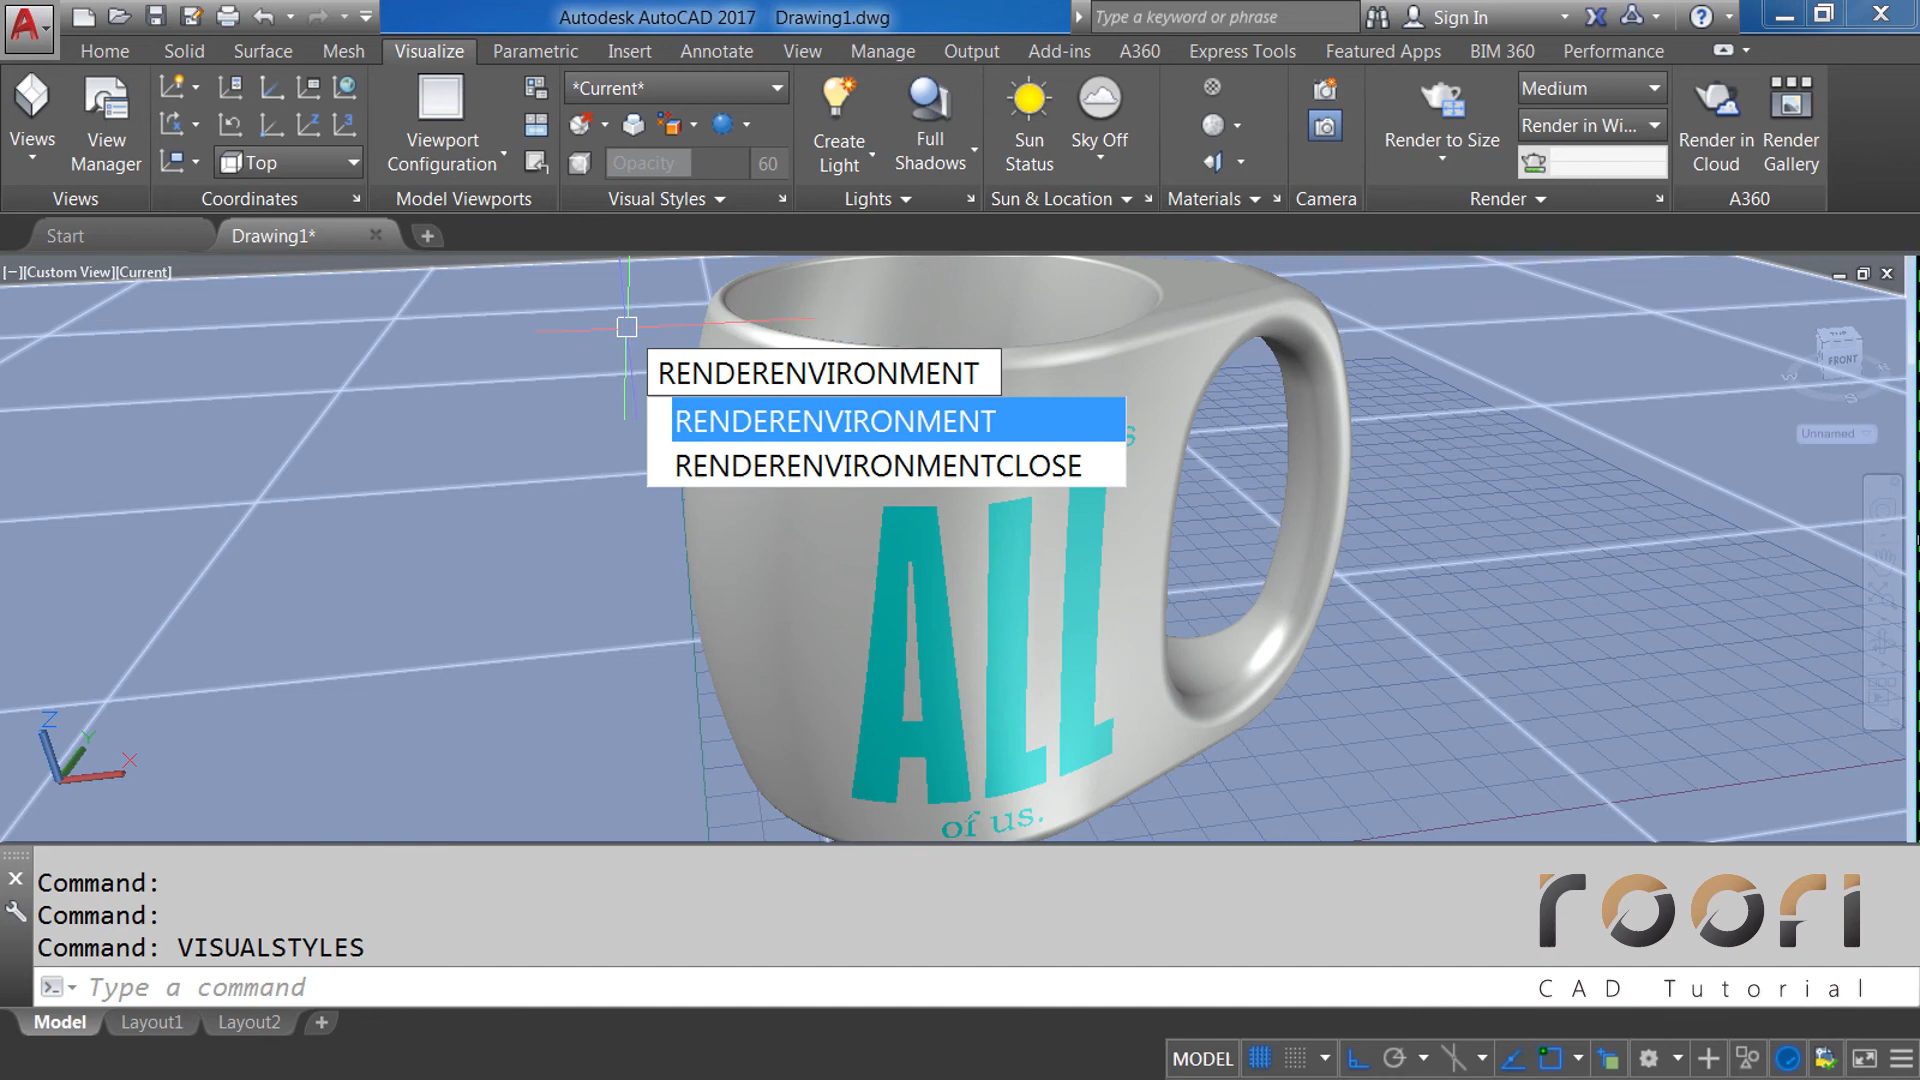 Autodesk AutoCAD 2017 Drawing1.dwg
Type a keyword or phrase
Sign In
Home Solid Surface Mesh Visualize Parametric Insert Annotate View Manage Output Add-ins A360 Express Tools Featured Apps BIM 360 Performance
Views
View Manager
Top
Viewport Configuration
*Current*
Opacity 60
Create Light
Full Shadows
Sun Status
Sky Off
Render to Size
Medium
Render in Wi...
Render in Cloud
Render Gallery
Views Coordinates Model Viewports Visual Styles Lights Sun & Location Materials Camera Render A360
Start Drawing1*
[−][Custom View][Current]
TOP
FRONT
Unnamed
RENDERENVIRONMENT
RENDERENVIRONMENT
RENDERENVIRONMENTCLOSE
s
ALL
of us.
Z
Y
X
Command:
Command:
Command: VISUALSTYLES
Type a command
roofi
CAD Tutorial
Model Layout1 Layout2
MODEL